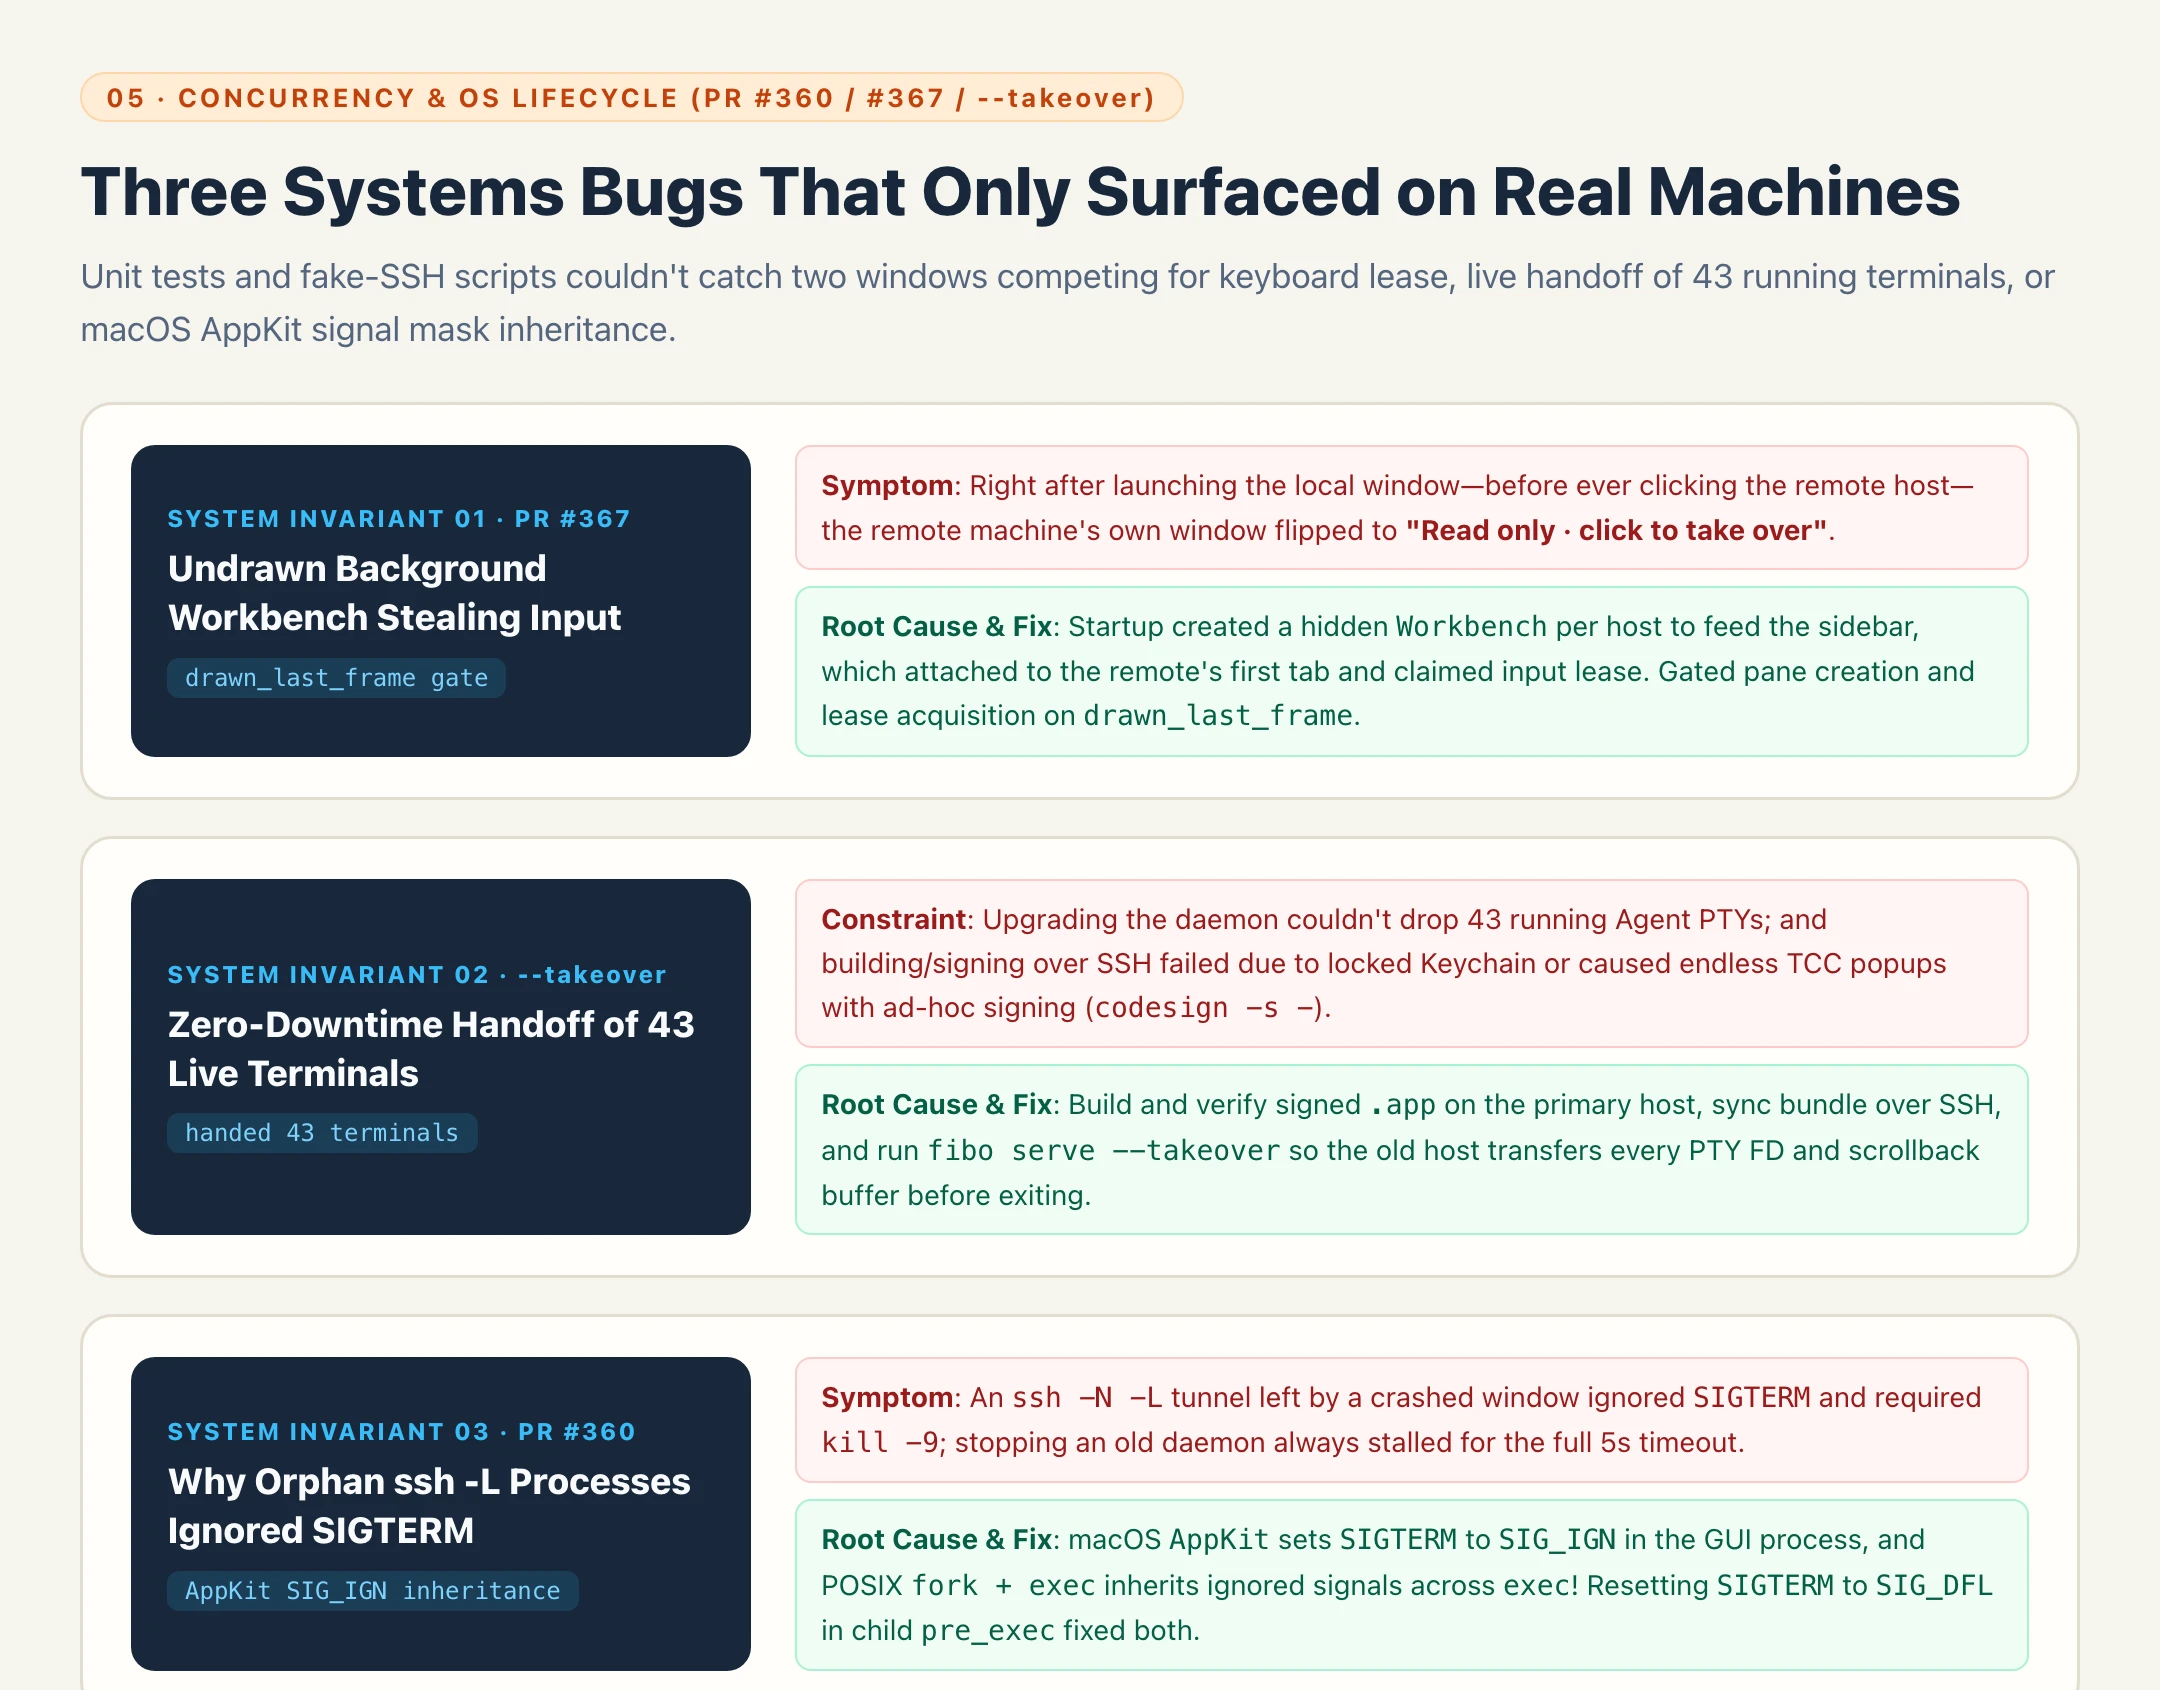 05 · CONCURRENCY & OS LIFECYCLE (PR #360 / #367 / --takeover)
Three Systems Bugs That Only Surfaced on Real Machines
Unit tests and fake-SSH scripts couldn't catch two windows competing for keyboard lease, live handoff of 43 running terminals, or
macOS AppKit signal mask inheritance.
SYSTEM INVARIANT 01 · PR #367
Undrawn Background
Workbench Stealing Input
drawn_last_frame gate
Symptom: Right after launching the local window—before ever clicking the remote host—
the remote machine's own window flipped to "Read only · click to take over".
Root Cause & Fix: Startup created a hidden Workbench per host to feed the sidebar,
which attached to the remote's first tab and claimed input lease. Gated pane creation and
lease acquisition on drawn_last_frame.
SYSTEM INVARIANT 02 · --takeover
Zero-Downtime Handoff of 43
Live Terminals
handed 43 terminals
Constraint: Upgrading the daemon couldn't drop 43 running Agent PTYs; and
building/signing over SSH failed due to locked Keychain or caused endless TCC popups
with ad-hoc signing (codesign -s -).
Root Cause & Fix: Build and verify signed .app on the primary host, sync bundle over SSH,
and run fibo serve --takeover so the old host transfers every PTY FD and scrollback
buffer before exiting.
SYSTEM INVARIANT 03 · PR #360
Why Orphan ssh -L Processes
Ignored SIGTERM
AppKit SIG_IGN inheritance
Symptom: An ssh -N -L tunnel left by a crashed window ignored SIGTERM and required
kill -9; stopping an old daemon always stalled for the full 5s timeout.
Root Cause & Fix: macOS AppKit sets SIGTERM to SIG_IGN in the GUI process, and
POSIX fork + exec inherits ignored signals across exec! Resetting SIGTERM to SIG_DFL
in child pre_exec fixed both.